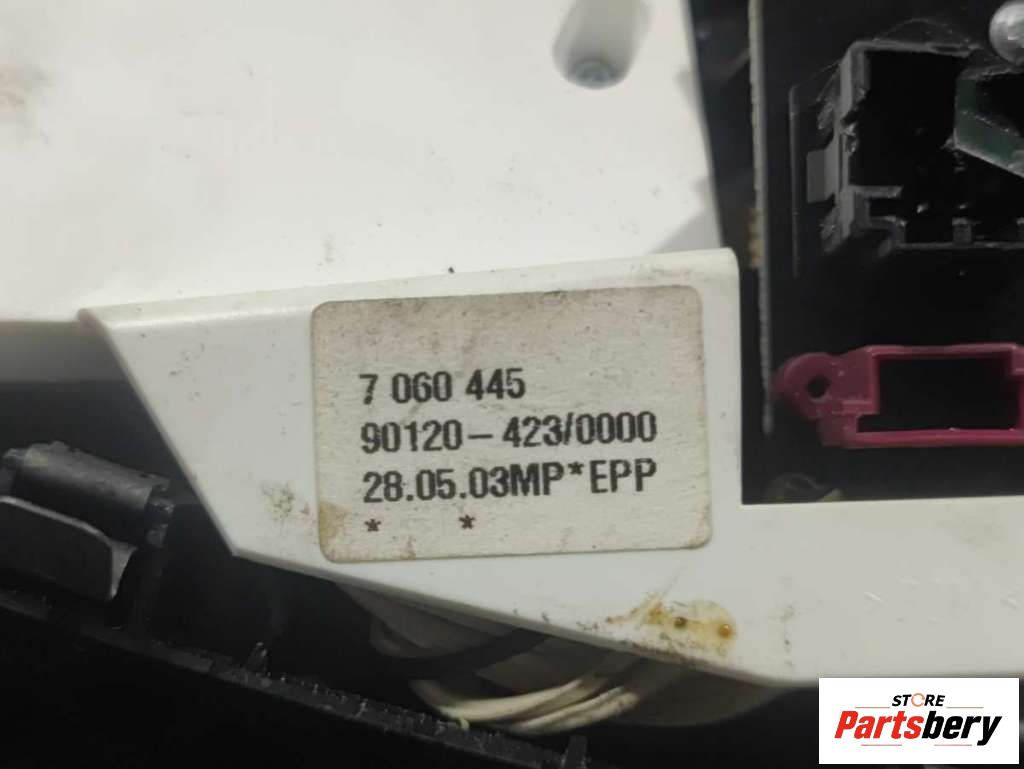 7 060 445
90120-423/0000
28.05.03MP*EPP
* *
STORE
Partsbery